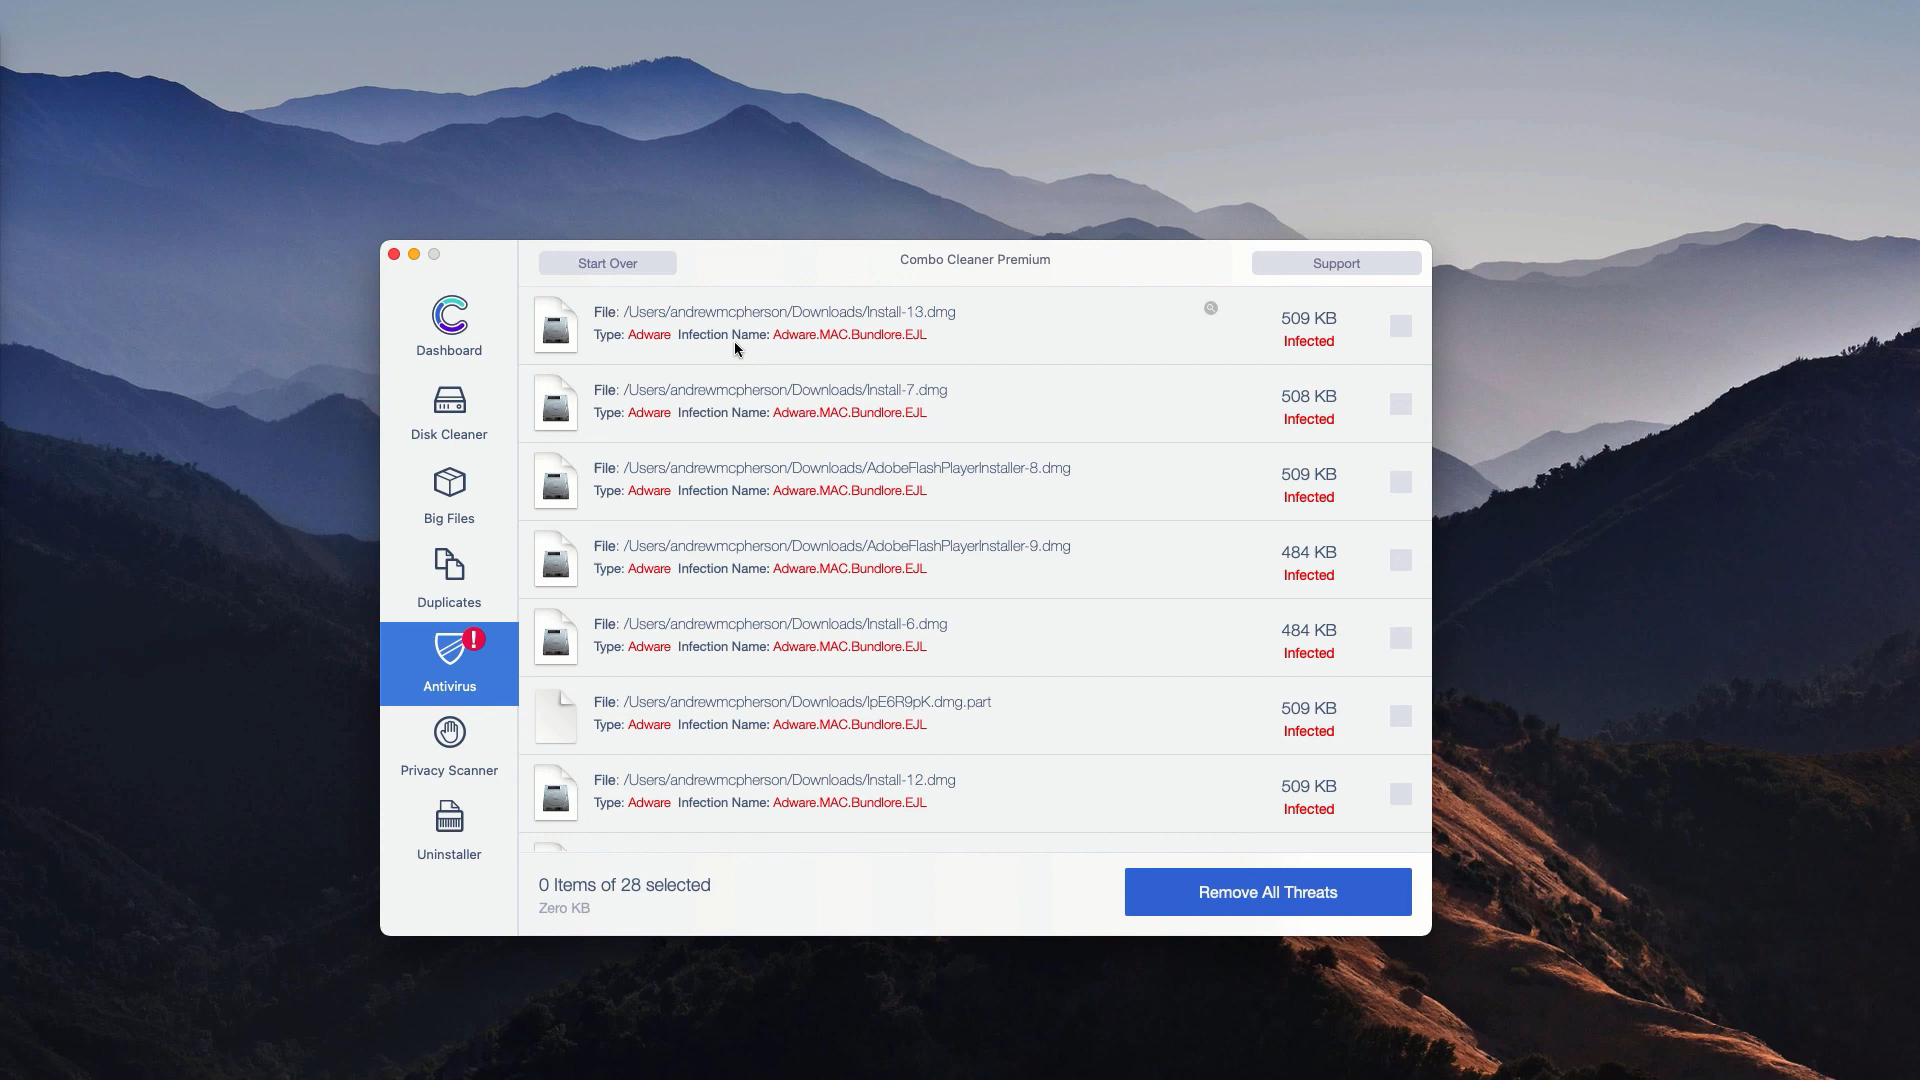 Start Over
Combo Cleaner Premium
Support
Dashboard
Disk Cleaner
Big Files
Duplicates
!
Antivirus
Privacy Scanner
Uninstaller
File: /Users/andrewmcpherson/Downloads/Install-13.dmg
Type: Adware Infection Name: Adware.MAC.Bundlore.EJL
509 KB
Infected
File: /Users/andrewmcpherson/Downloads/Install-7.dmg
Type: Adware Infection Name: Adware.MAC.Bundlore.EJL
508 KB
Infected
File: /Users/andrewmcpherson/Downloads/AdobeFlashPlayerInstaller-8.dmg
Type: Adware Infection Name: Adware.MAC.Bundlore.EJL
509 KB
Infected
File: /Users/andrewmcpherson/Downloads/AdobeFlashPlayerInstaller-9.dmg
Type: Adware Infection Name: Adware.MAC.Bundlore.EJL
484 KB
Infected
File: /Users/andrewmcpherson/Downloads/Install-6.dmg
Type: Adware Infection Name: Adware.MAC.Bundlore.EJL
484 KB
Infected
File: /Users/andrewmcpherson/Downloads/IpE6R9pK.dmg.part
Type: Adware Infection Name: Adware.MAC.Bundlore.EJL
509 KB
Infected
File: /Users/andrewmcpherson/Downloads/Install-12.dmg
Type: Adware Infection Name: Adware.MAC.Bundlore.EJL
509 KB
Infected
0 Items of 28 selected
Zero KB
Remove All Threats